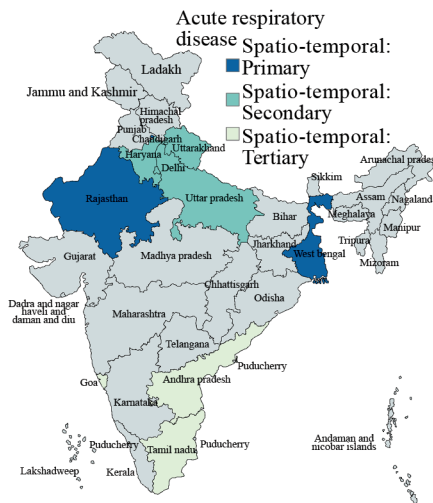 Acute respiratory
disease
Spatio-temporal:
Primary
Spatio-temporal:
Secondary
Spatio-temporal:
Tertiary
Ladakh
Jammu and Kashmir
Himachal
pradesh
Punjab
Chandigarh
Uttarakhand
Haryana
Delhi
Arunachal prades
Sikkim
Rajasthan
Uttar pradesh
Assam
Nagaland
Bihar
Meghalaya
Manipur
Jharkhand
West bengal
Tripura
Mizoram
Gujarat
Madhya pradesh
Chhattisgarh
Dadra and nagar
haveli and
daman and diu
Odisha
Maharashtra
Telangana
Puducherry
Goa
Andhra pradesh
Karnataka
Puducherry
Tamil nadu
Puducherry
Andaman and
nicobar islands
Lakshadweep
Kerala